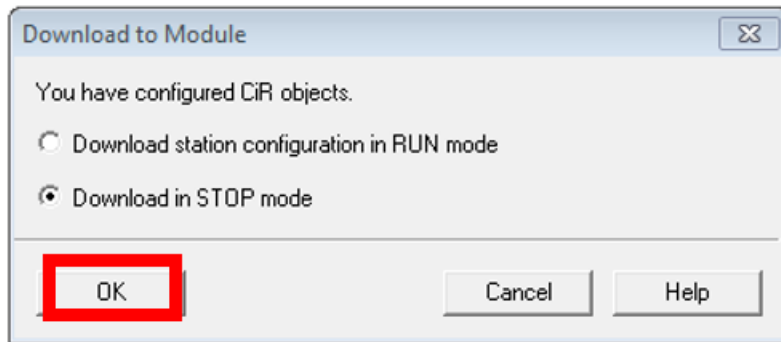 Download to Module
You have configured CiR objects.
Download station configuration in RUN mode
Download in STOP mode
OK
Cancel
Help